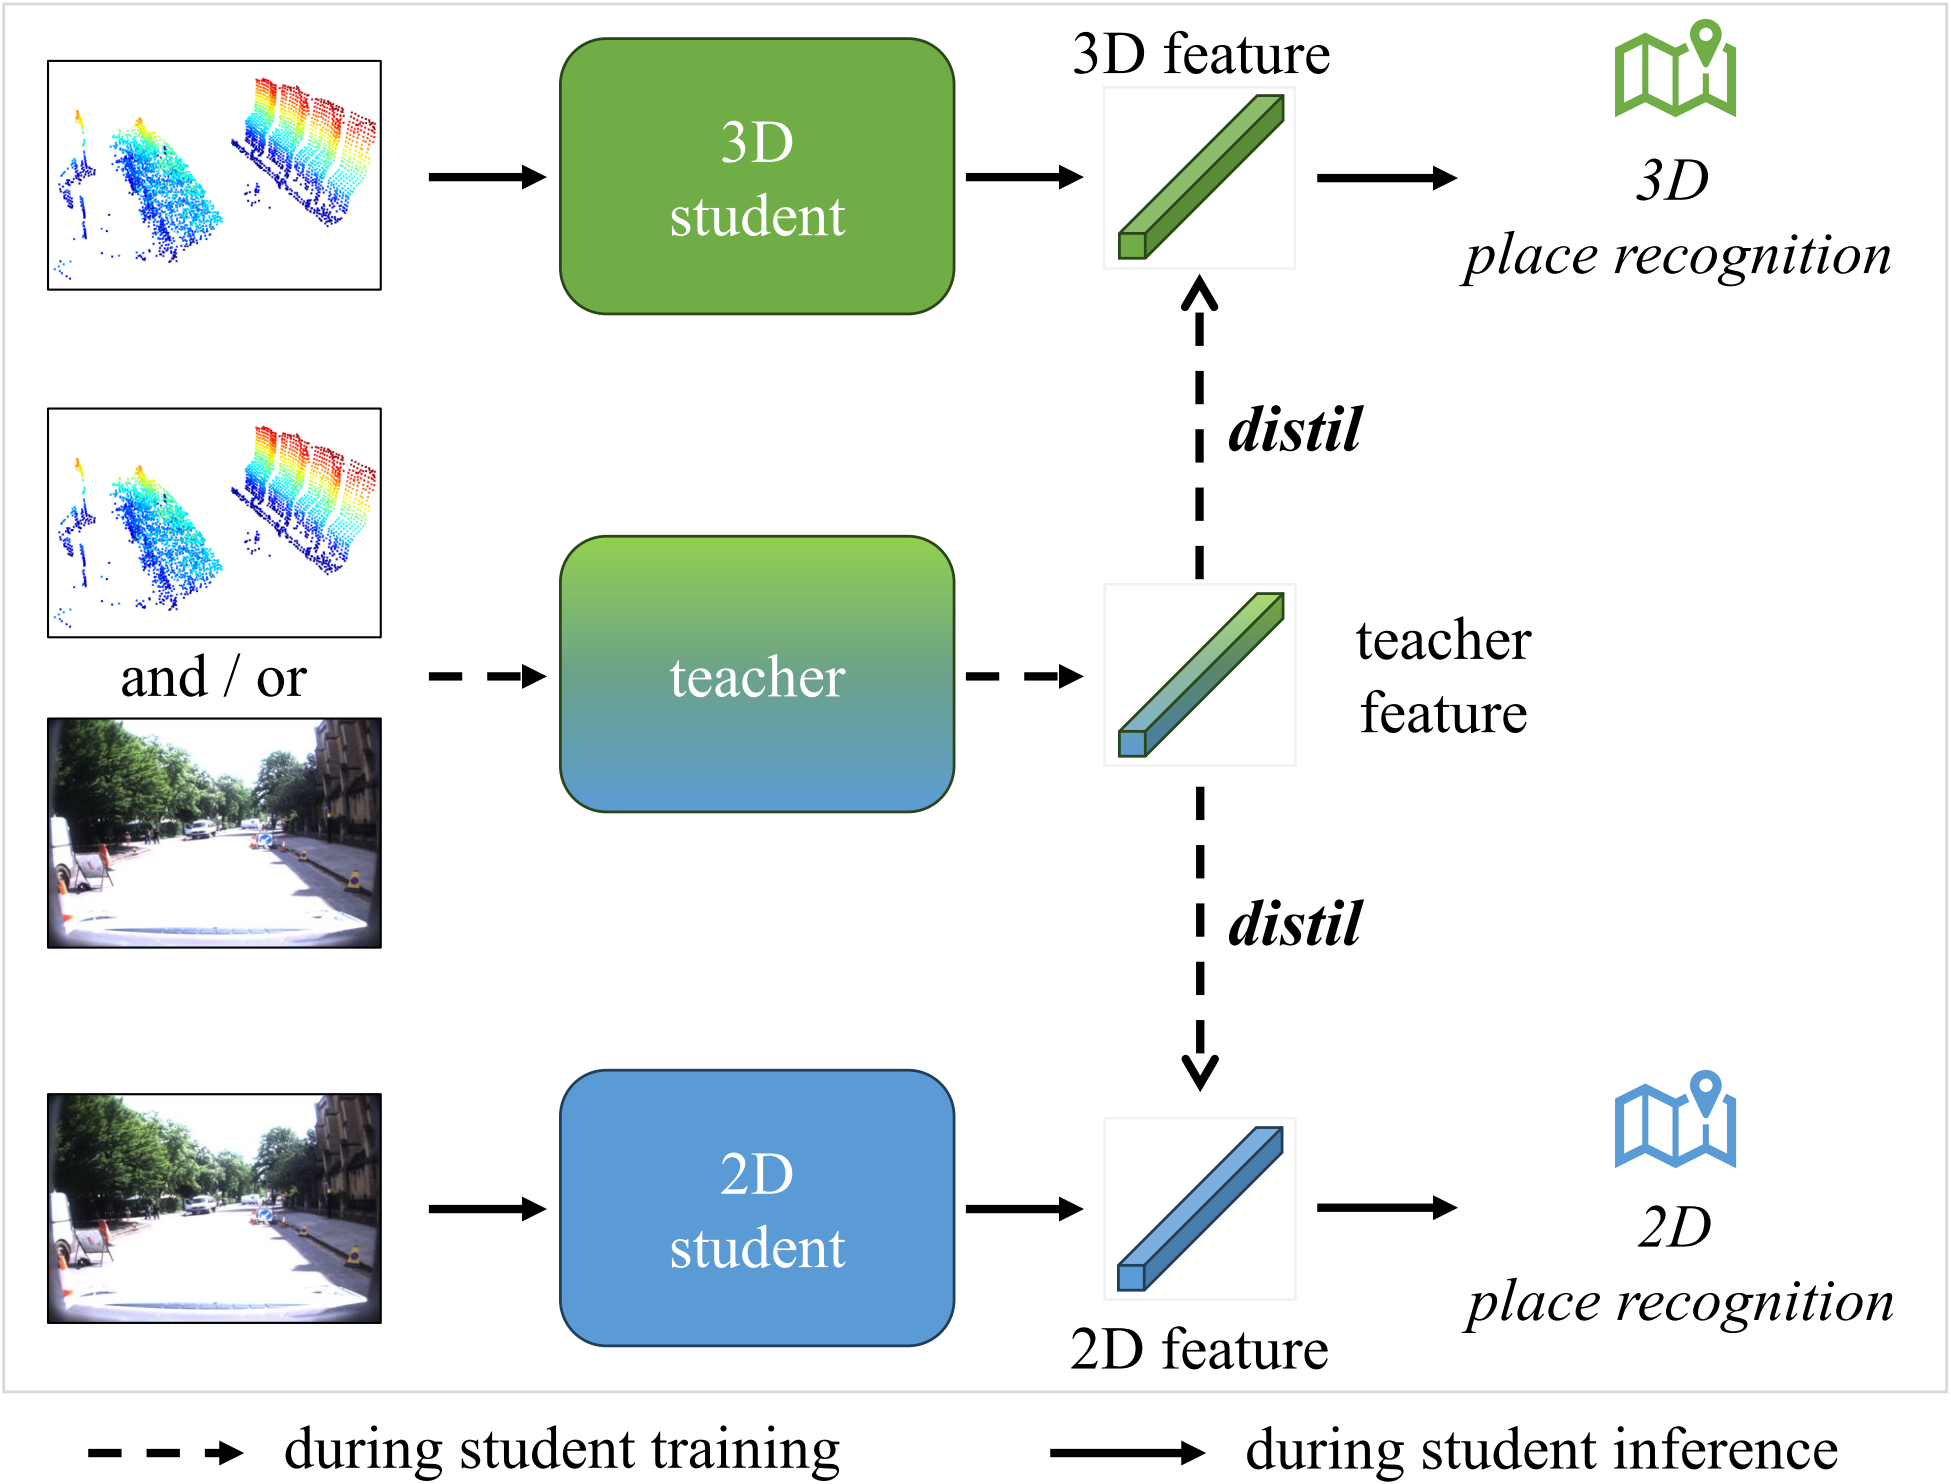 3D feature
3D
student
3D
place recognition
distil
and / or
teacher
teacher
feature
distil
2D
student
2D
place recognition
2D feature
during student training
during student inference